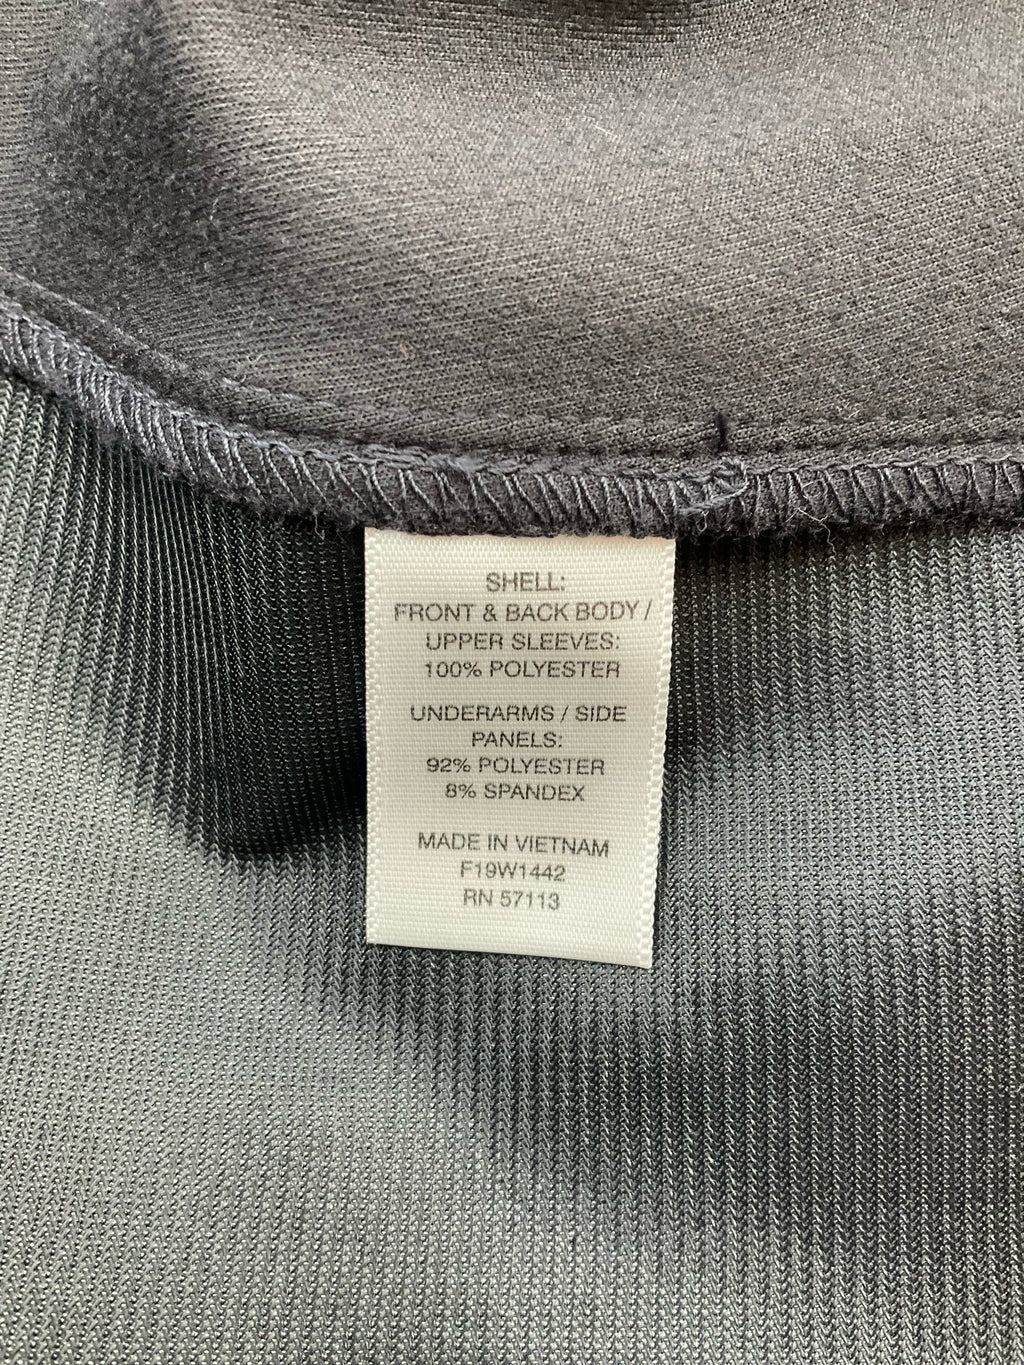 SHELL:
FRONT & BACK BODY /
UPPER SLEEVES:
100% POLYESTER
UNDERARMS / SIDE
PANELS:
92% POLYESTER
8% SPANDEX
MADE IN VIETNAM
F19W1442
RN 57113